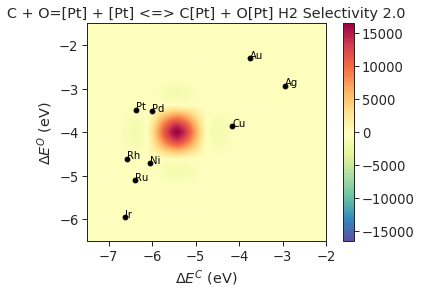 C + O=[Pt] + [Pt] <=> C[Pt] + O[Pt] H2 Selectivity 2.0
−2
−3
−4
−5
−6
ΔE^O (eV)
Au
Ag
Pt
Pd
Cu
Rh
Ni
Ru
Ir
−7
−6
−5
−4
−3
−2
ΔE^C (eV)
15000
10000
5000
0
−5000
−10000
−15000